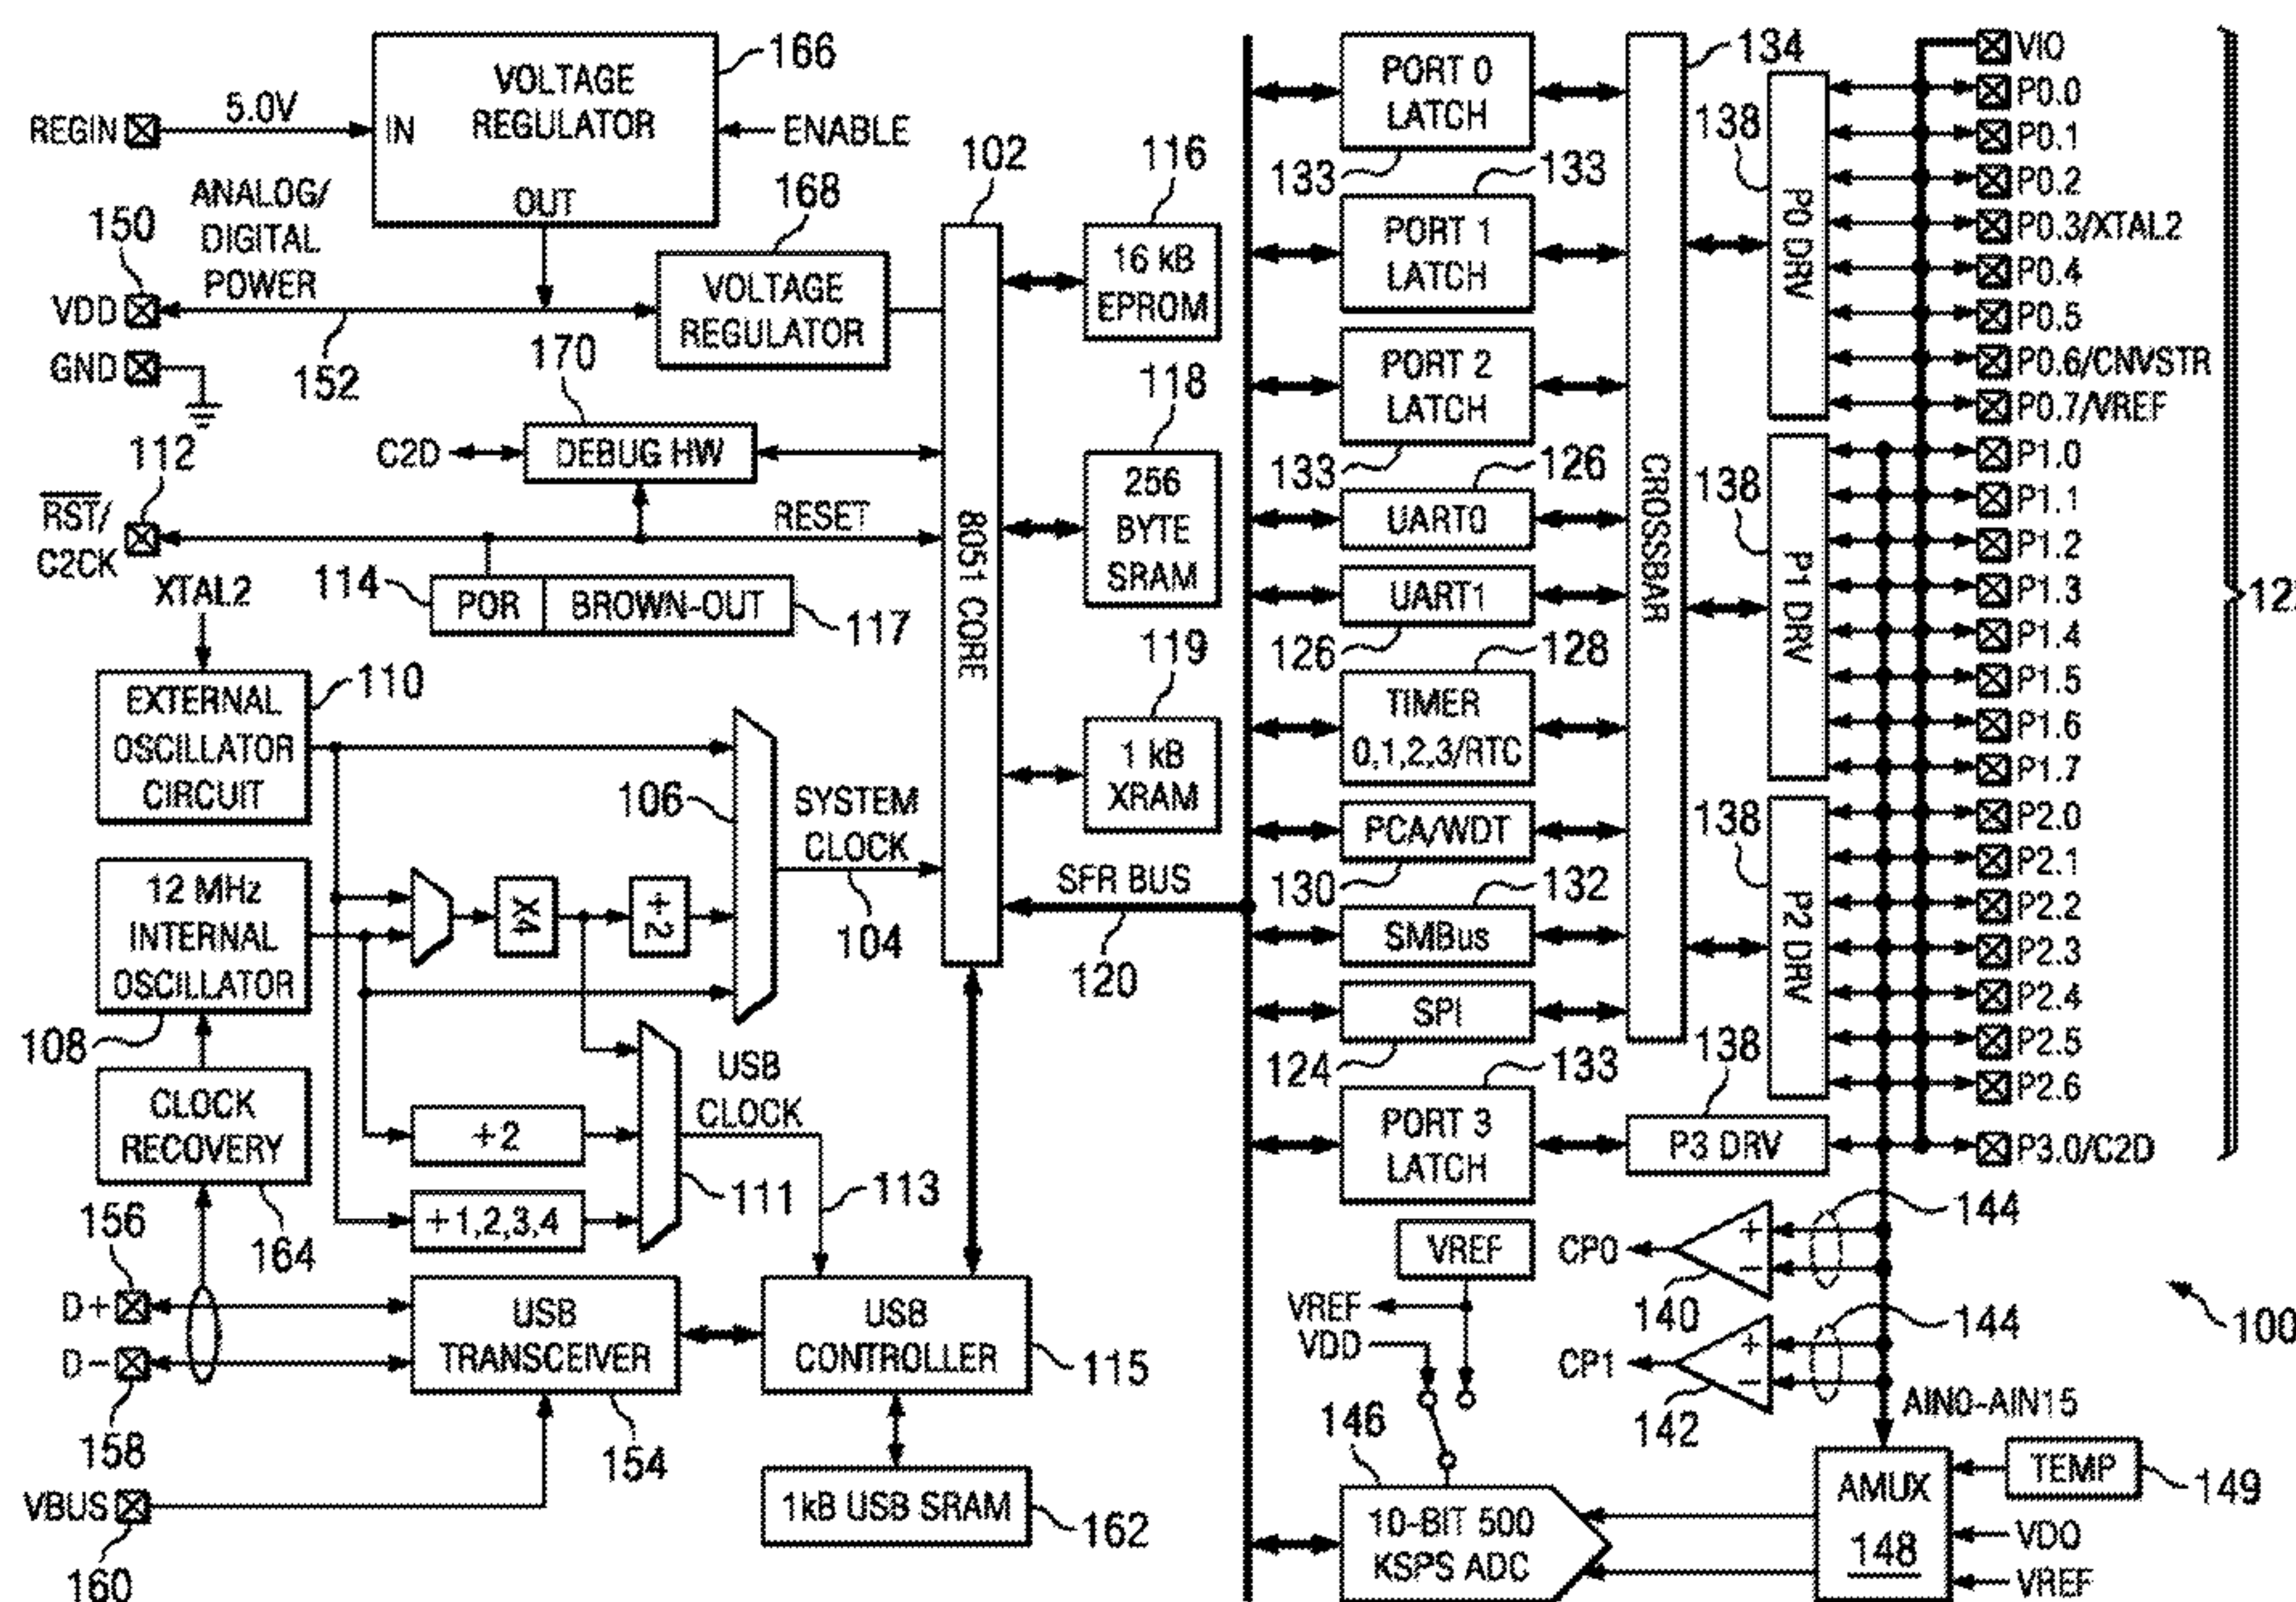 166
VOLTAGE
REGULATOR
REGIN
5.0V
IN
ENABLE
OUT
ANALOG/
DIGITAL
POWER
150
VDD
GND
152
168
VOLTAGE
REGULATOR
102
8051 CORE
170
C2D
DEBUG HW
112
RST/
C2CK
RESET
114
POR
BROWN-OUT
117
XTAL2
110
EXTERNAL
OSCILLATOR
CIRCUIT
106
SYSTEM
CLOCK
104
12 MHz
INTERNAL
OSCILLATOR
108
X4
÷2
CLOCK
RECOVERY
164
÷2
÷1,2,3,4
USB
CLOCK
111
113
156
D+
D-
158
VBUS
160
USB
TRANSCEIVER
154
USB
CONTROLLER
115
1kB USB SRAM
162
116
16 kB
EPROM
118
256
BYTE
SRAM
119
1 kB
XRAM
SFR BUS
120
PORT 0
LATCH
133
133
PORT 1
LATCH
PORT 2
LATCH
133
126
UART0
UART1
126
128
TIMER
0,1,2,3/RTC
PCA/WDT
130
132
SMBus
SPI
124
133
PORT 3
LATCH
134
CROSSBAR
138
P0 DRV
138
P1 DRV
138
P2 DRV
138
P3 DRV
VIO
P0.0
P0.1
P0.2
P0.3/XTAL2
P0.4
P0.5
P0.6/CNVSTR
P0.7/VREF
P1.0
P1.1
P1.2
P1.3
P1.4
P1.5
P1.6
P1.7
P2.0
P2.1
P2.2
P2.3
P2.4
P2.5
P2.6
P3.0/C2D
VREF
VREF
VDD
CP0
+
−
140
144
CP1
+
−
142
144
100
AIN0-AIN15
146
10-BIT 500
KSPS ADC
AMUX
148
TEMP
149
VDO
VREF